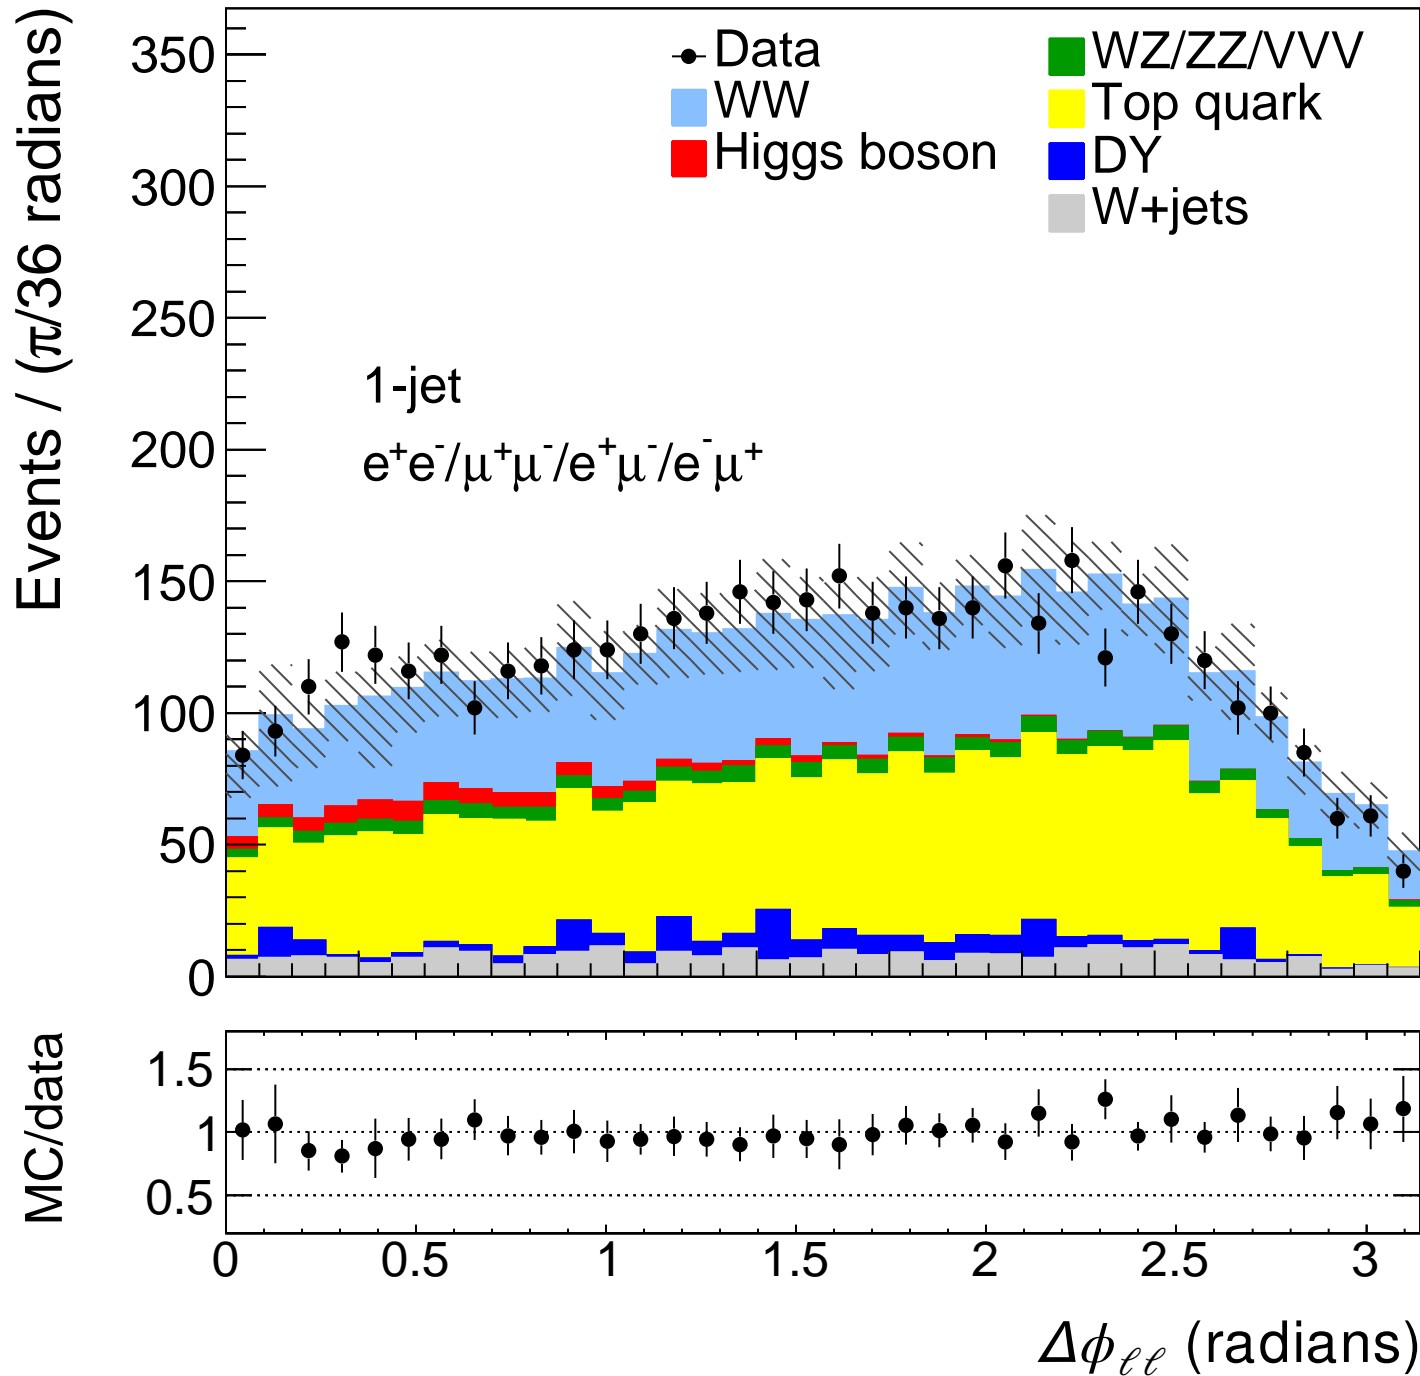 Events / (π/36 radians)
350
300
250
200
150
100
50
0
Data
WW
Higgs boson
WZ/ZZ/VVV
Top quark
DY
W+jets
1-jet
e⁺e⁻/μ⁺μ⁻/e⁺μ⁻/e⁻μ⁺
MC/data
1.5
1
0.5
0
0.5
1
1.5
2
2.5
3
Δϕ_ℓℓ (radians)